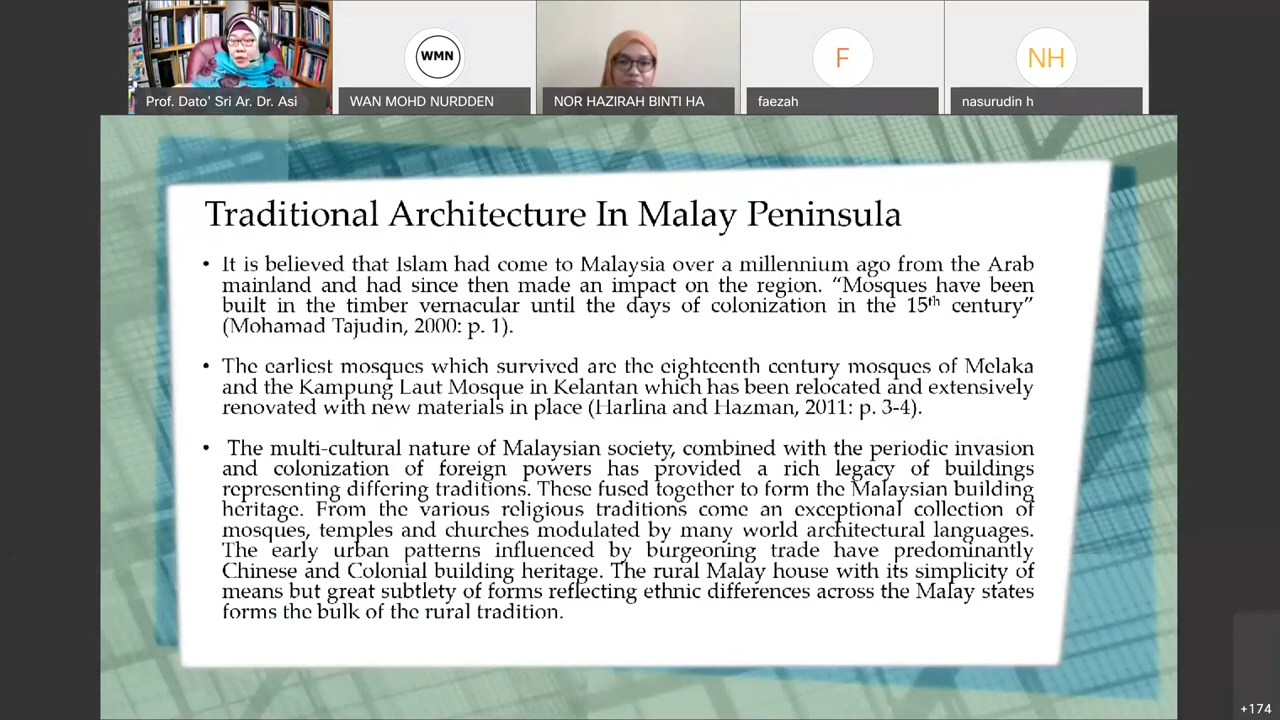 WMN
F
NH
Prof. Dato' Sri Ar. Dr. Asi
WAN MOHD NURDDEN
NOR HAZIRAH BINTI HA
faezah
nasurudin h
Traditional Architecture In Malay Peninsula
• It is believed that Islam had come to Malaysia over a millennium ago from the Arab
mainland and had since then made an impact on the region. “Mosques have been
built in the timber vernacular until the days of colonization in the 15th century”
(Mohamad Tajudin, 2000: p. 1).
• The earliest mosques which survived are the eighteenth century mosques of Melaka
and the Kampung Laut Mosque in Kelantan which has been relocated and extensively
renovated with new materials in place (Harlina and Hazman, 2011: p. 3-4).
• The multi-cultural nature of Malaysian society, combined with the periodic invasion
and colonization of foreign powers has provided a rich legacy of buildings
representing differing traditions. These fused together to form the Malaysian building
heritage. From the various religious traditions come an exceptional collection of
mosques, temples and churches modulated by many world architectural languages.
The early urban patterns influenced by burgeoning trade have predominantly
Chinese and Colonial building heritage. The rural Malay house with its simplicity of
means but great subtlety of forms reflecting ethnic differences across the Malay states
forms the bulk of the rural tradition.
+174